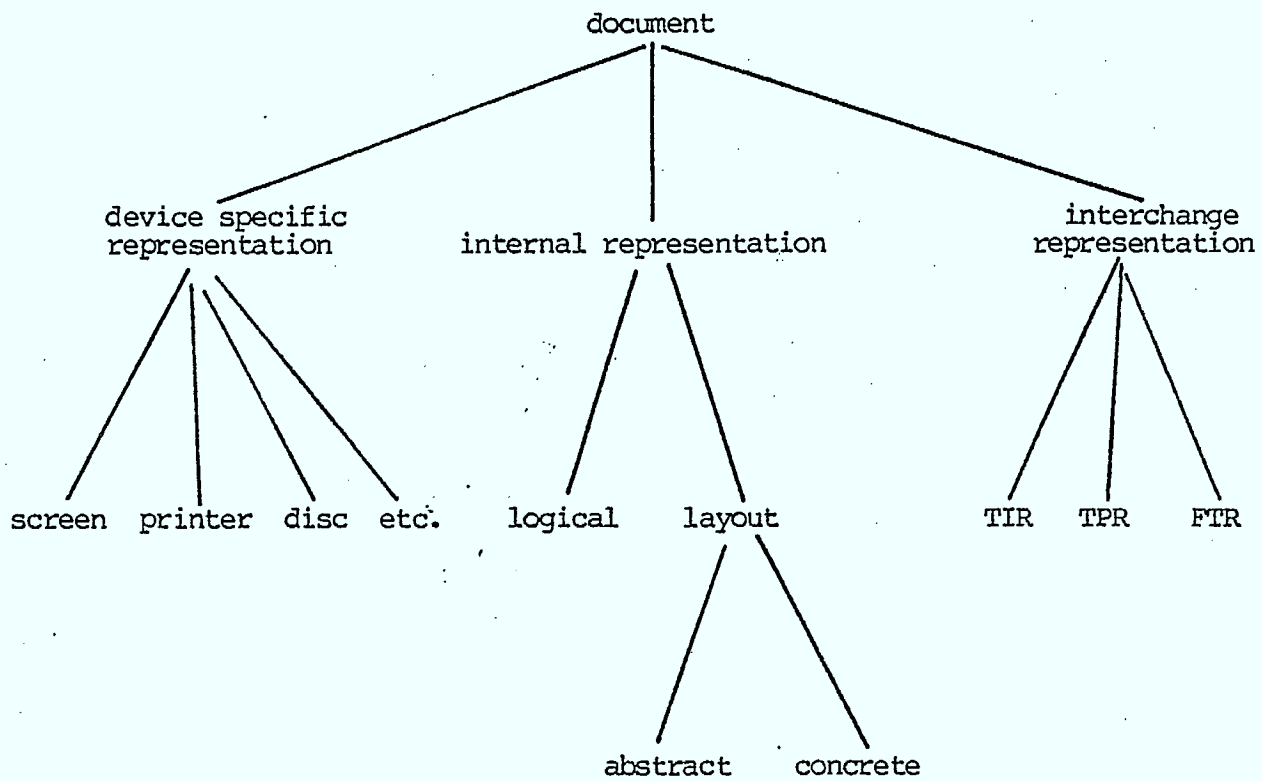 document
device specific
representation
internal representation
interchange
representation
screen printer disc etc. logical layout TIR TPR FTR
abstract concrete